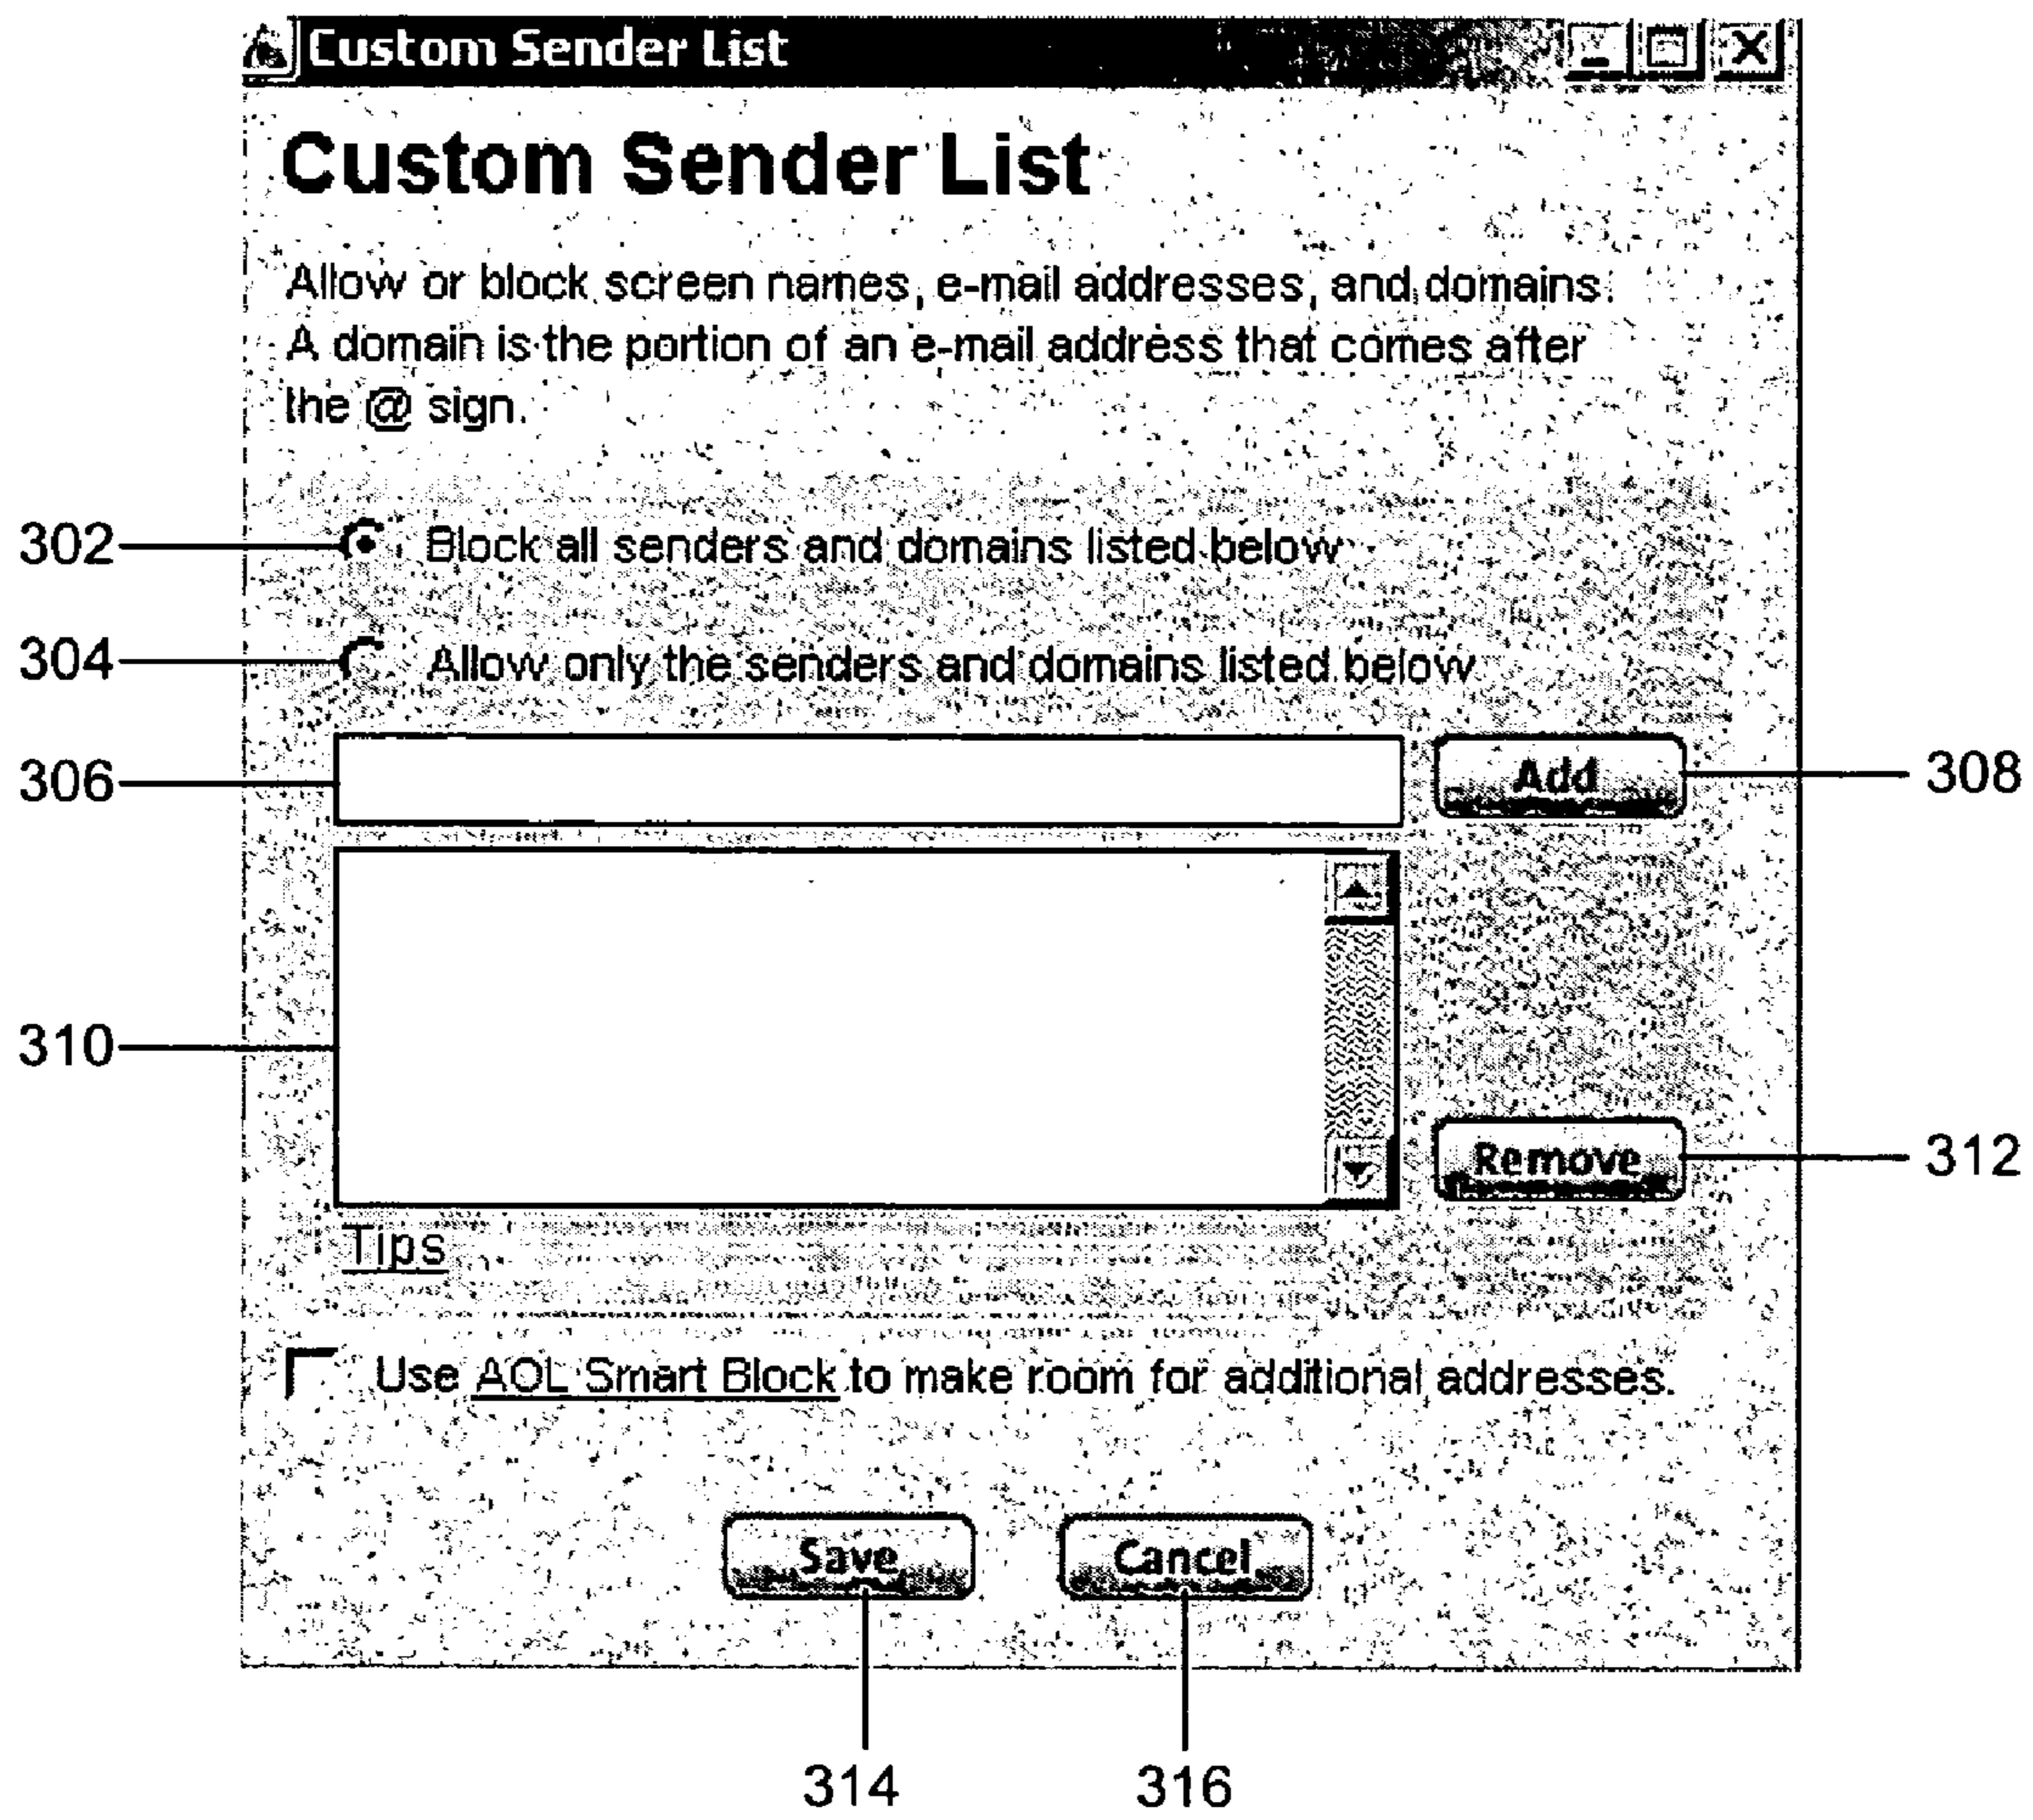 Custom Sender List
Custom Sender List
Allow or block screen names, e-mail addresses, and domains.
A domain is the portion of an e-mail address that comes after
the @ sign.
302
Block all senders and domains listed below
304
Allow only the senders and domains listed below
306
Add
308
310
Remove
312
Tips
Use AOL Smart Block to make room for additional addresses.
Save
Cancel
314
316